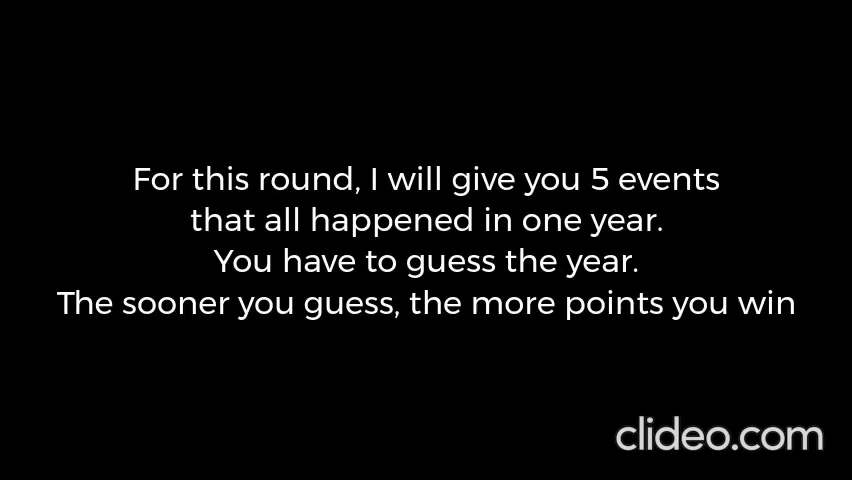 For this round, I will give you 5 events
that all happened in one year.
You have to guess the year.
The sooner you guess, the more points you win
clideo.com